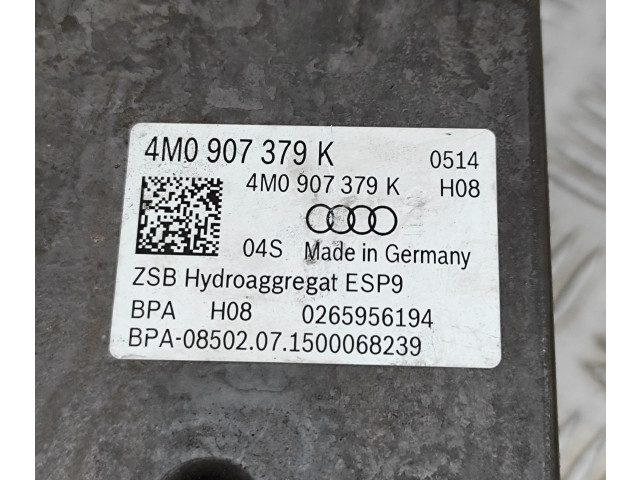 4M0 907 379 K 0514
4M0 907 379 K H08
04S Made in Germany
ZSB Hydroaggregat ESP9
BPA H08 0265956194
BPA-08502.07.1500068239